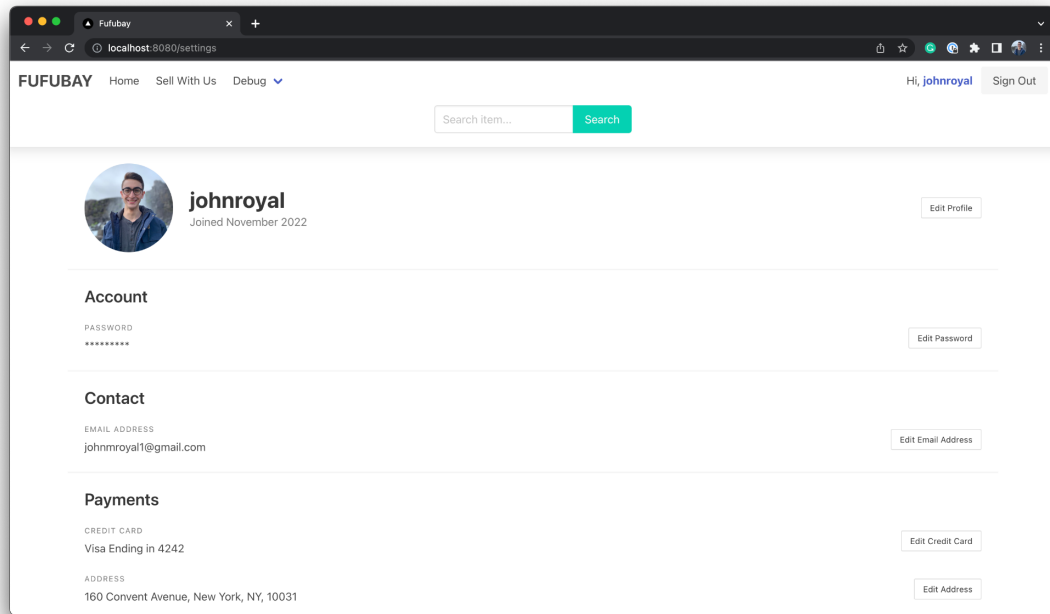 Fufubay
localhost:8080/settings
FUFUBAY Home Sell With Us Debug Hi, johnroyal Sign Out
Search item... Search
johnroyal
Joined November 2022
Edit Profile
Account
PASSWORD
*********
Edit Password
Contact
EMAIL ADDRESS
johnmroyal1@gmail.com
Edit Email Address
Payments
CREDIT CARD
Visa Ending in 4242
Edit Credit Card
ADDRESS
160 Convent Avenue, New York, NY, 10031
Edit Address